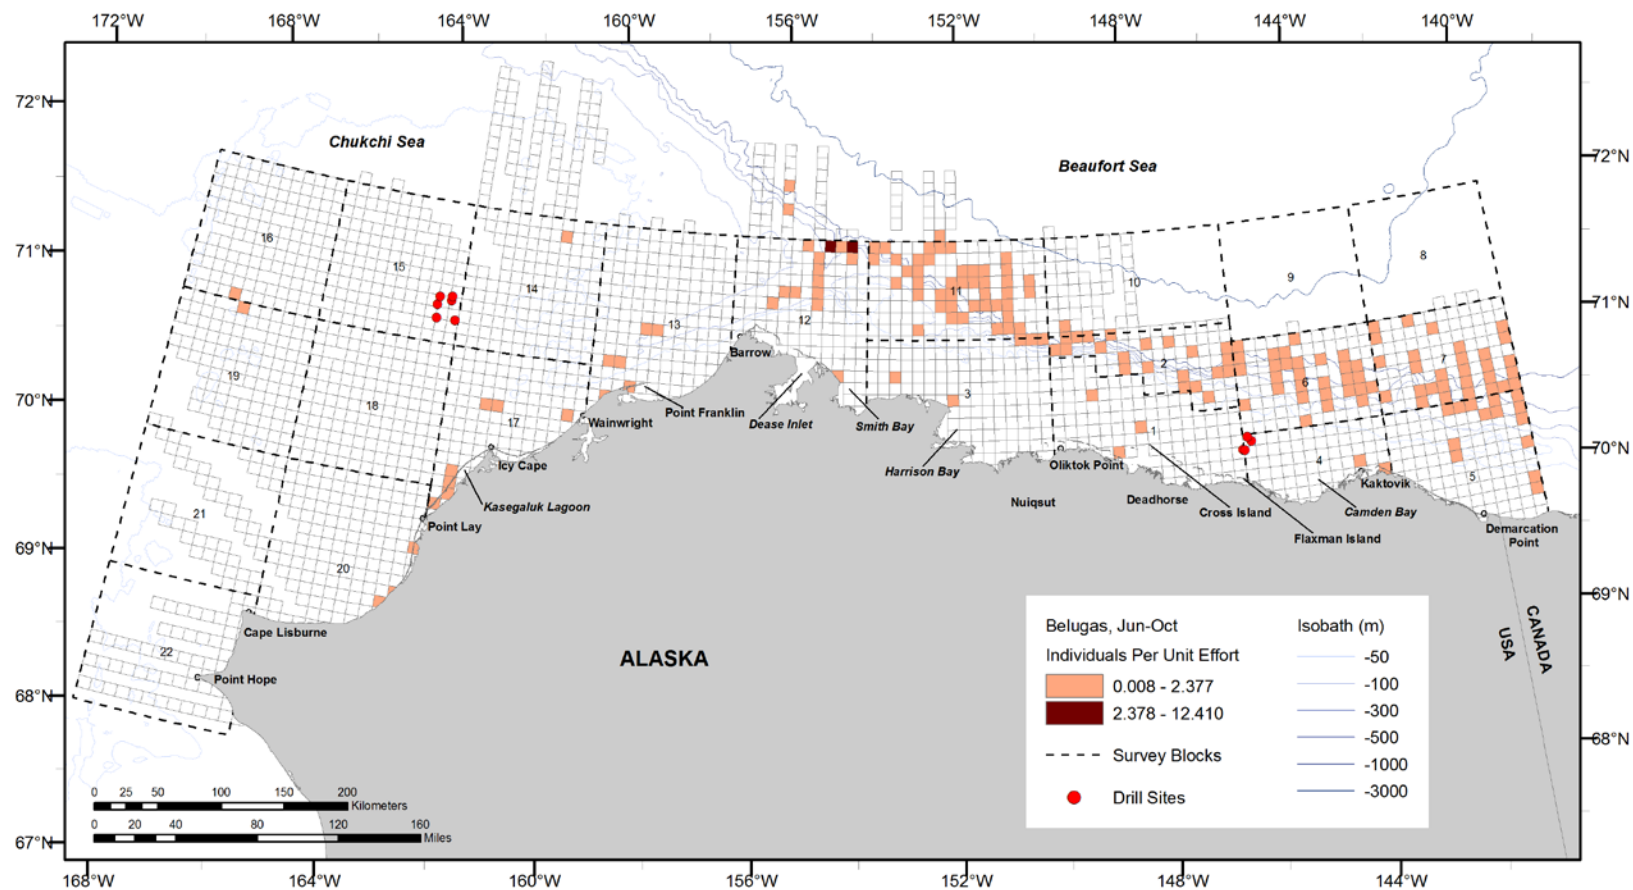 172°W 168°W 164°W 160°W 156°W 152°W 148°W 144°W 140°W
72°N
Chukchi Sea
Beaufort Sea
72°N
71°N
16
15
14
13
12
11
10
9
8
71°N
19
18
17
3
2
6
7
70°N
Barrow
Wainwright
Point Franklin
Dease Inlet
Smith Bay
Harrison Bay
1
4
5
70°N
Icy Cape
Kasegaluk Lagoon
Oliktok Point
Nuiqsut
Deadhorse
Cross Island
Kaktovik
Camden Bay
Flaxman Island
Demarcation
Point
21
Point Lay
69°N
20
69°N
Cape Lisburne
22
Point Hope
ALASKA
68°N
68°N
Belugas, Jun-Oct
Individuals Per Unit Effort
0.008 - 2.377
2.378 - 12.410
Survey Blocks
Drill Sites
Isobath (m)
-50
-100
-300
-500
-1000
-3000
USA
CANADA
0 25 50 100 150 200
Kilometers
0 20 40 80 120 160
Miles
67°N
168°W 164°W 160°W 156°W 152°W 148°W 144°W